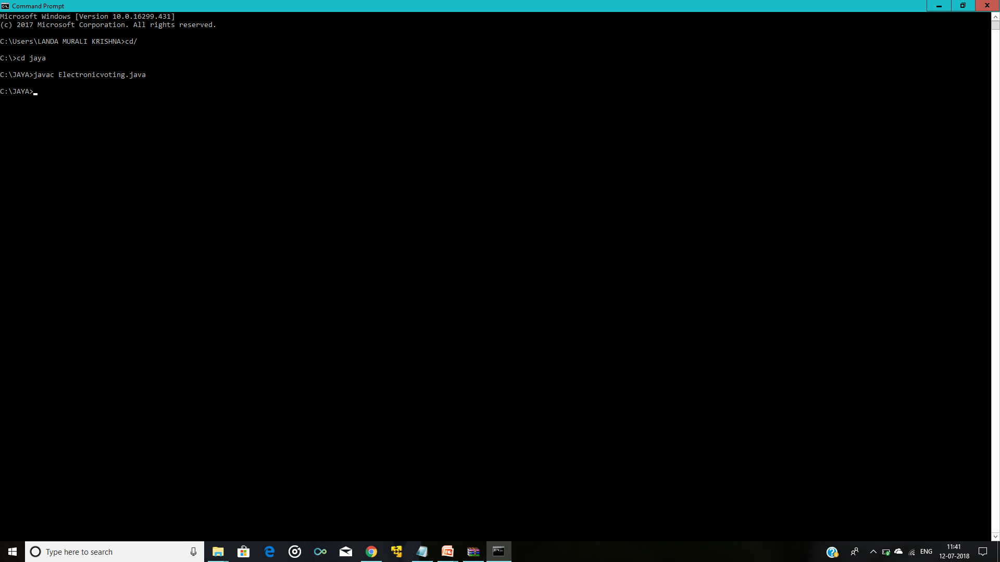 Command Prompt
Microsoft Windows [Version 10.0.16299.431]
(c) 2017 Microsoft Corporation. All rights reserved.
C:\Users\LANDA MURALI KRISHNA>cd/
C:\>cd jaya
C:\JAYA>javac Electronicvoting.java
C:\JAYA>
Type here to search
ENG
11:41
12-07-2018